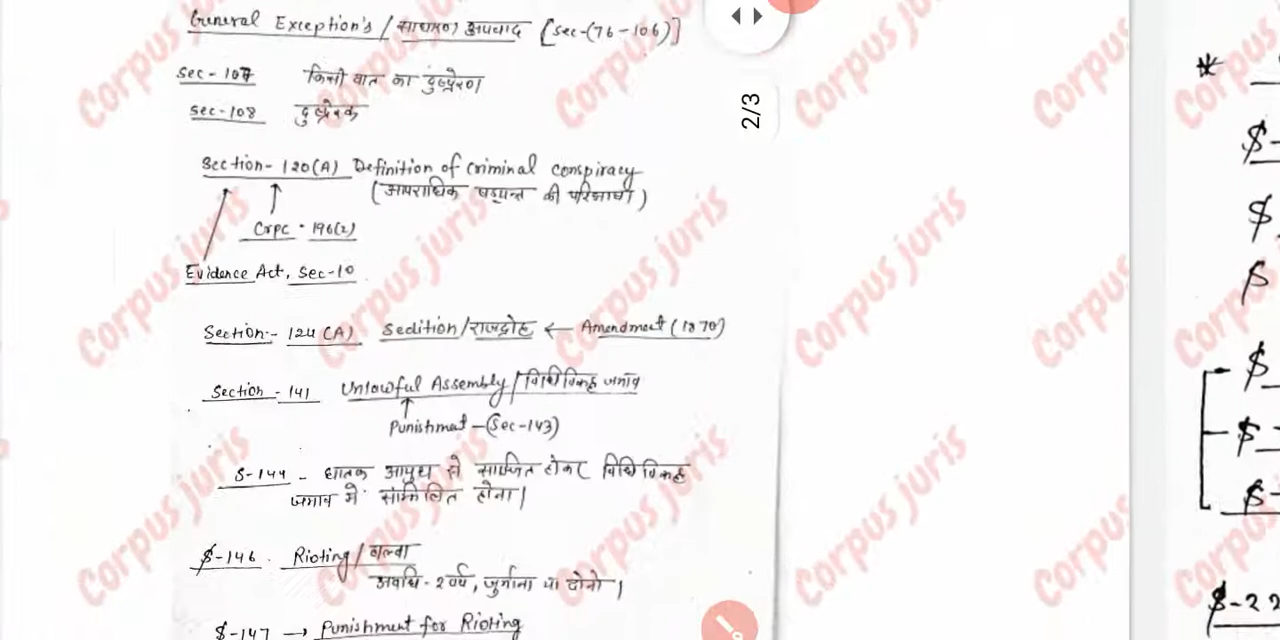 General Exception's / साधारण अपवाद [Sec-(76-106)]
Sec-107 किसी बात का दुष्प्रेरण
Sec-108 दुष्प्रेरक
Section-120(A) Definition of criminal conspiracy
(आपराधिक षड्यन्त्र की परिभाषा)
Crpc - 196(2)
Evidence Act, Sec-10
Section-124(A) Sedition/राजद्रोह ← Amendment (1870)
Section-141 Unlawful Assembly/विधि विरुद्ध जमाव
Punishment-(Sec-143)
S-144 - घातक आयुध से सज्जित होकर विधि विरुद्ध
जमाव में सम्मिलित होना।
S-146. Rioting/बल्वा
अवधि-2 वर्ष, जुर्माना या दोनो।
S-147 → Punishment for Rioting
2/3
*
S-
S
S
S
S-
S-
S-22
Corpus juris